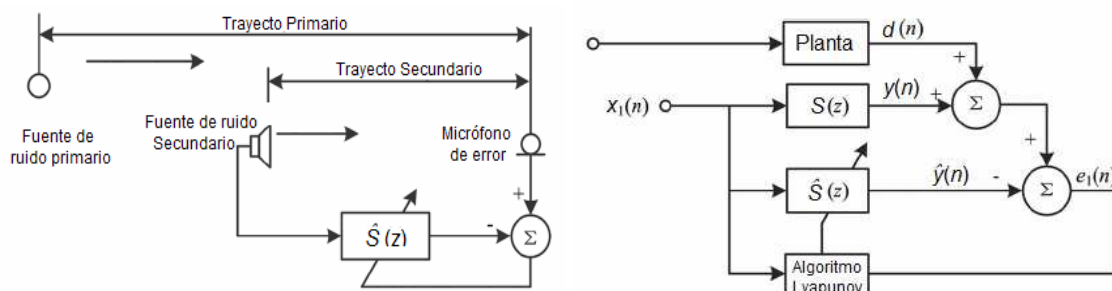 Trayecto Primario
Trayecto Secundario
Fuente de
ruido primario
Fuente de ruido
Secundario
Micrófono
de error
+
-
Ŝ (z)
Σ
Planta
d (n)
+
x₁(n)
S(z)
y(n)
+
Σ
+
Ŝ (z)
ŷ(n)
-
Σ
e₁(n)
Algoritmo
Lyapunov